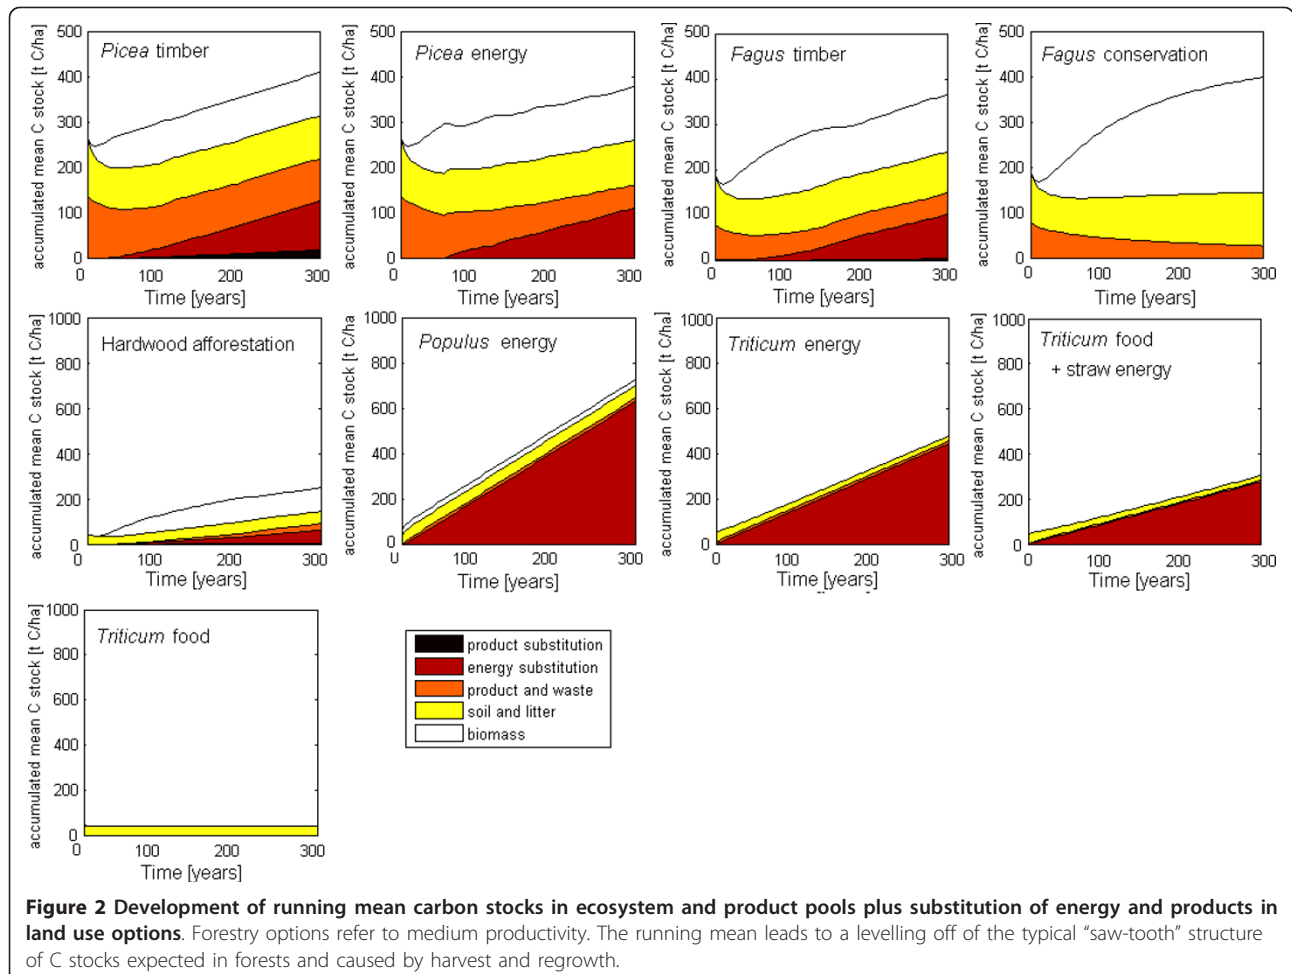 Picea timber
accumulated mean C stock [t C/ha]
500
400
300
200
100
0
0 100 200 300
Time [years]
Picea energy
accumulated mean C stock [t C/ha]
500
400
300
200
100
0
0 100 200 300
Time [years]
Fagus timber
accumulated mean C stock [t C/ha]
500
400
300
200
100
0
0 100 200 300
Time [years]
Fagus conservation
accumulated mean C stock [t C/ha]
500
400
300
200
100
0
0 100 200 300
Time [years]
Hardwood afforestation
accumulated mean C stock [t C/ha]
1000
800
600
400
200
0
0 100 200 300
Time [years]
Populus energy
accumulated mean C stock [t C/ha]
1000
800
600
400
200
0
0 100 200 300
Time [years]
Triticum energy
accumulated mean C stock [t C/ha]
1000
800
600
400
200
0
0 100 200 300
Time [years]
Triticum food
+ straw energy
accumulated mean C stock [t C/ha]
1000
800
600
400
200
0
0 100 200 300
Time [years]
Triticum food
accumulated mean C stock [t C/ha]
1000
800
600
400
200
0
0 100 200 300
Time [years]
product substitution
energy substitution
product and waste
soil and litter
biomass
Figure 2 Development of running mean carbon stocks in ecosystem and product pools plus substitution of energy and products in
land use options. Forestry options refer to medium productivity. The running mean leads to a levelling off of the typical “saw-tooth” structure
of C stocks expected in forests and caused by harvest and regrowth.